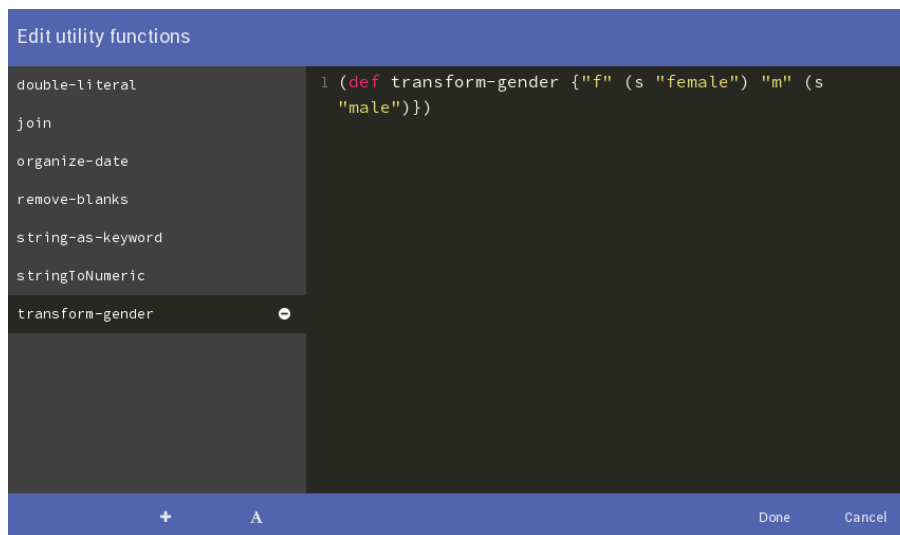 Edit utility functions
double-literal
join
organize-date
remove-blanks
string-as-keyword
stringToNumeric
transform-gender
1 (def transform-gender {"f" (s "female") "m" (s
"male")})
A
Done
Cancel